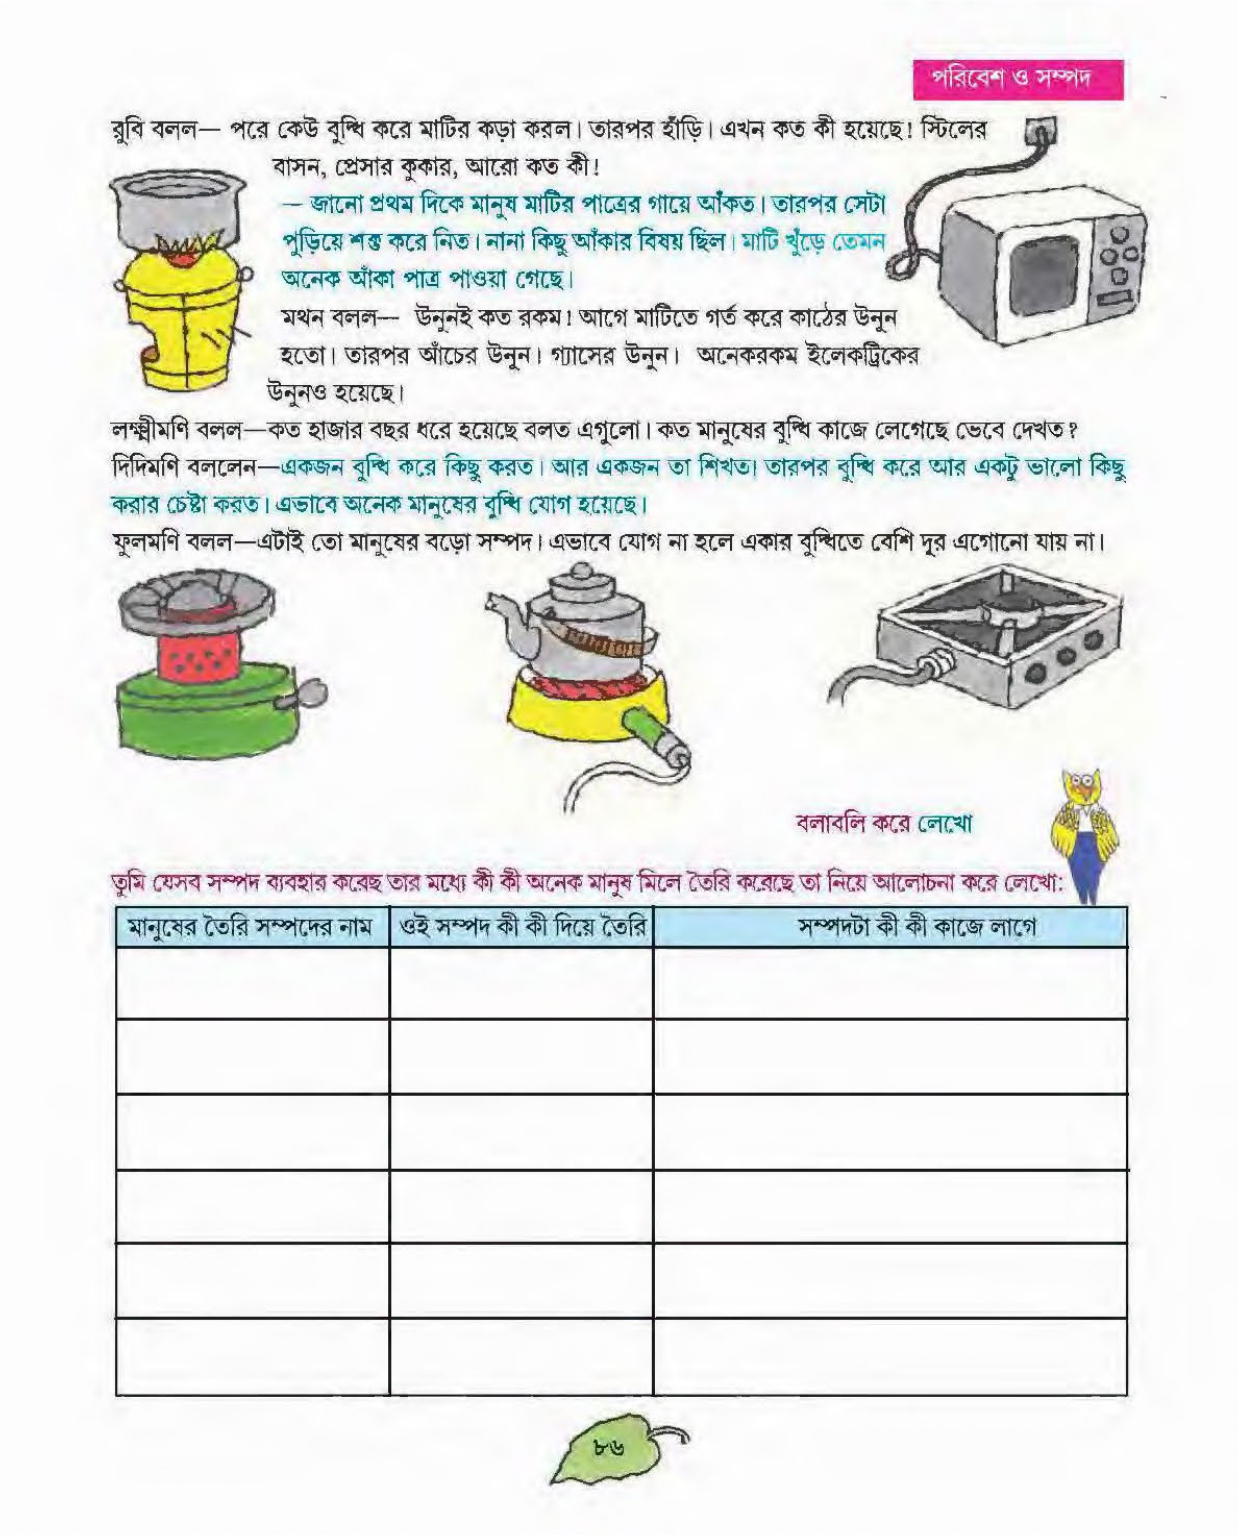 পরিবেশ ও সম্পদ
রুবি বলল— পরে কেউ বুদ্ধি করে মাটির কড়া করল। তারপর হাঁড়ি। এখন কত কী হয়েছে! স্টিলের
বাসন, প্রেসার কুকার, আরো কত কী!
— জানো প্রথম দিকে মানুষ মাটির পাত্রের গায়ে আঁকত। তারপর সেটা
পুড়িয়ে শক্ত করে নিত। নানা কিছু আঁকার বিষয় ছিল। মাটি খুঁড়ে তেমন
অনেক আঁকা পাত্র পাওয়া গেছে।
মথন বলল— উনুনই কত রকম! আগে মাটিতে গর্ত করে কাঠের উনুন
হতো। তারপর আঁচের উনুন। গ্যাসের উনুন। অনেকরকম ইলেকট্রিকের
উনুনও হয়েছে।
লক্ষ্মীমণি বলল—কত হাজার বছর ধরে হয়েছে বলত এগুলো। কত মানুষের বুদ্ধি কাজে লেগেছে ভেবে দেখত?
দিদিমণি বললেন—একজন বুদ্ধি করে কিছু করত। আর একজন তা শিখত। তারপর বুদ্ধি করে আর একটু ভালো কিছু
করার চেষ্টা করত। এভাবে অনেক মানুষের বুদ্ধি যোগ হয়েছে।
ফুলমণি বলল—এটাই তো মানুষের বড়ো সম্পদ। এভাবে যোগ না হলে একার বুদ্ধিতে বেশি দূর এগোনো যায় না।
বলাবলি করে লেখো
তুমি যেসব সম্পদ ব্যবহার করেছ তার মধ্যে কী কী অনেক মানুষ মিলে তৈরি করেছে তা নিয়ে আলোচনা করে লেখো:
মানুষের তৈরি সম্পদের নাম
ওই সম্পদ কী কী দিয়ে তৈরি
সম্পদটা কী কী কাজে লাগে
৮৬